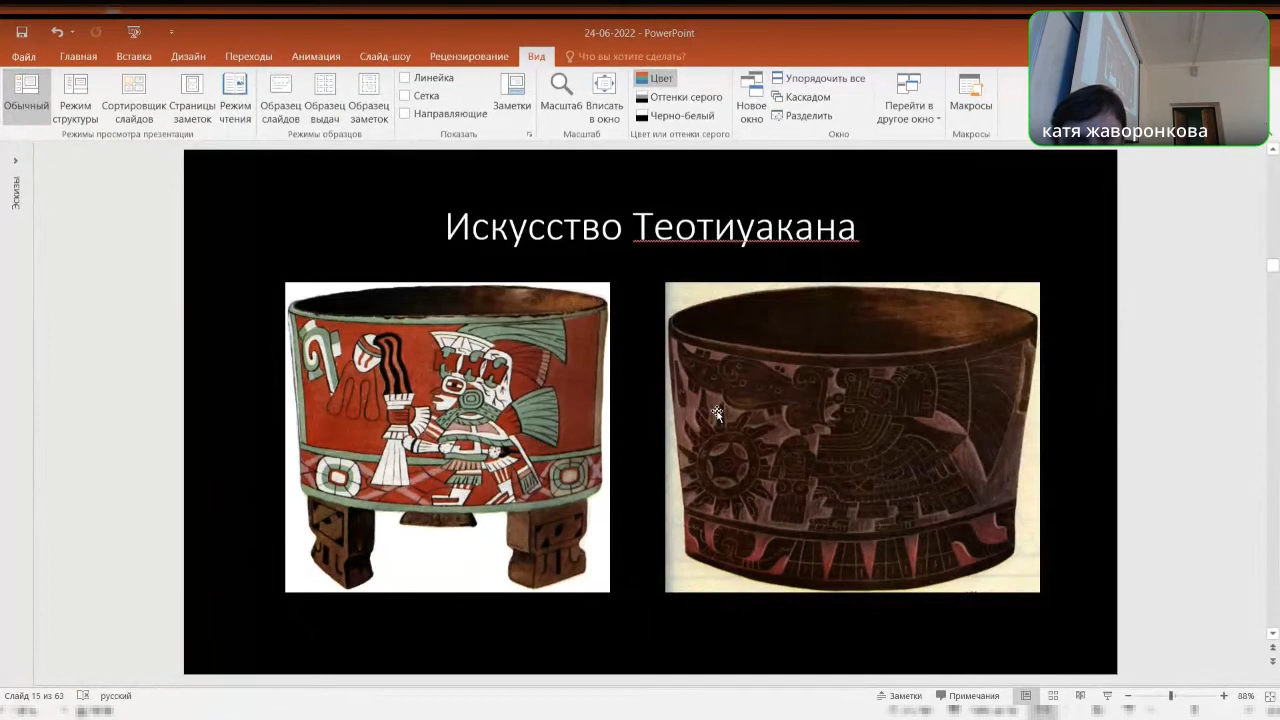 24-06-2022 - PowerPoint
Файл Главная Вставка Дизайн Переходы Анимация Слайд-шоу Рецензирование Вид Что вы хотите сделать?
Обычный Режим структуры Сортировщик слайдов Страницы заметок Режим чтения
Режимы просмотра презентации
Образец слайдов Образец выдач Образец заметок
Режимы образцов
Линейка
Сетка
Направляющие
Показать
Заметки
Масштаб Вписать в окно
Масштаб
Цвет
Оттенки серого
Черно-белый
Цвет или оттенки серого
Новое окно
Упорядочить все
Каскадом
Разделить
Перейти в другое окно
Окно
Макросы
Макросы
катя жаворонкова
Эскизы
Искусство Теотиуакана
Слайд 15 из 63 русский Заметки Примечания 88%